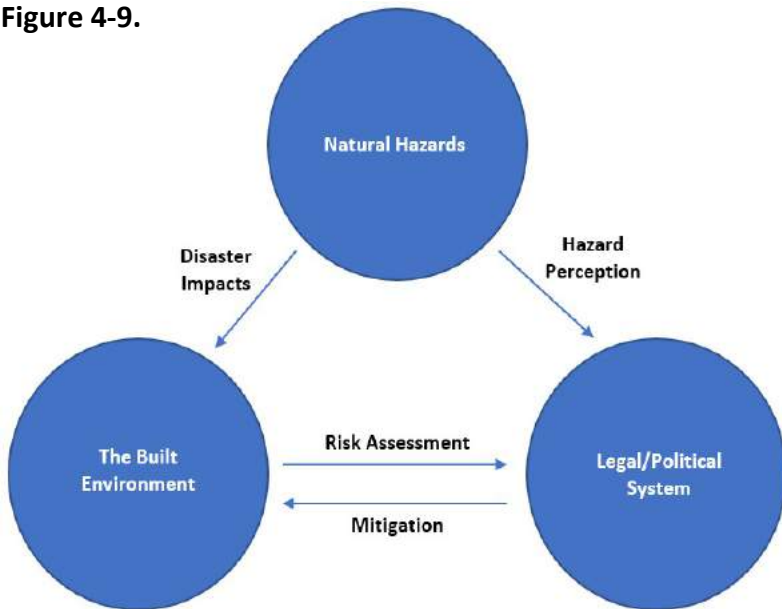 Figure 4-9.
Natural Hazards
Disaster
Impacts
Hazard
Perception
The Built
Environment
Risk Assessment
Mitigation
Legal/Political
System